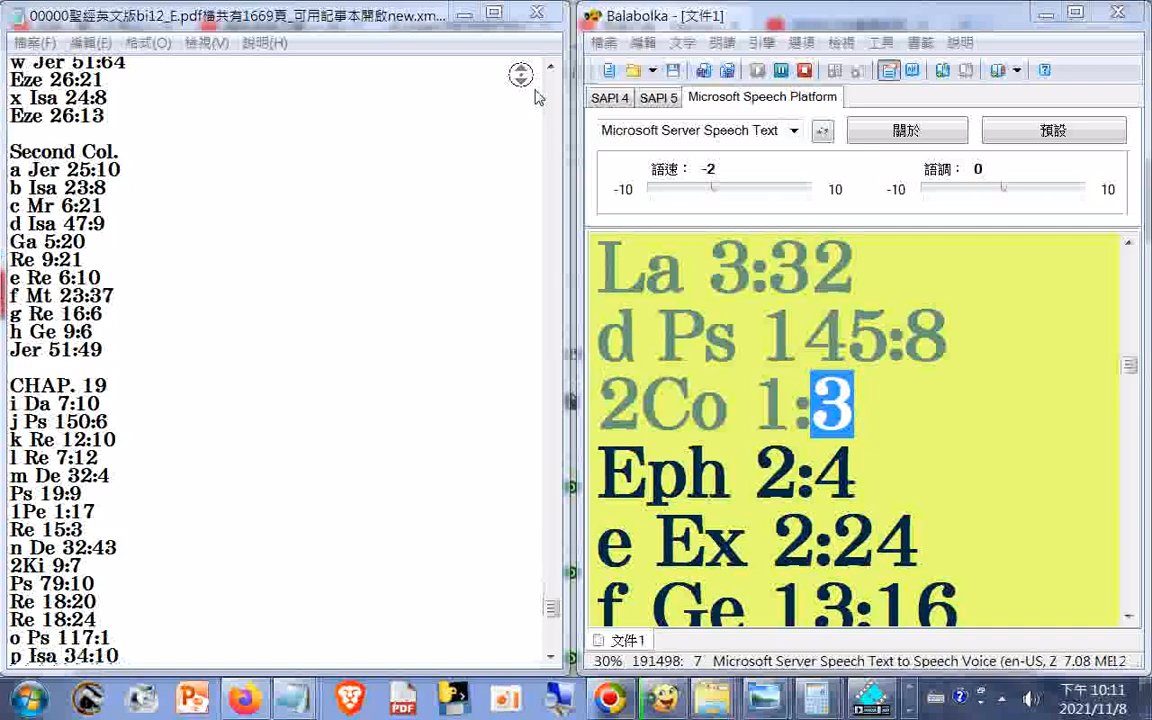 00000聖經英文版bi12_E.pdf檔共有1669頁_可用記事本開啟new.xm...
檔案(F) 編輯(E) 格式(O) 檢視(V) 說明(H)
w Jer 51:64
Eze 26:21
x Isa 24:8
Eze 26:13
Second Col.
a Jer 25:10
b Isa 23:8
c Mr 6:21
d Isa 47:9
Ga 5:20
Re 9:21
e Re 6:10
f Mt 23:37
g Re 16:6
h Ge 9:6
Jer 51:49
CHAP. 19
i Da 7:10
j Ps 150:6
k Re 12:10
l Re 7:12
m De 32:4
Ps 19:9
1Pe 1:17
Re 15:3
n De 32:43
2Ki 9:7
Ps 79:10
Re 18:20
Re 18:24
o Ps 117:1
p Isa 34:10
Balabolka - [文件1]
檔案 編輯 文字 朗讀 引擎 選項 檢視 工具 書籤 說明
SAPI 4 SAPI 5 Microsoft Speech Platform
Microsoft Server Speech Text 關於 預設
語速： -2 語調： 0
-10 10 -10 10
La 3:32
d Ps 145:8
2Co 1:3
Eph 2:4
e Ex 2:24
f Ge 13:16
文件1
30% 191498: 7 Microsoft Server Speech Text to Speech Voice (en-US, Z 7.08 ME12
PDF
下午 10:11
2021/11/8